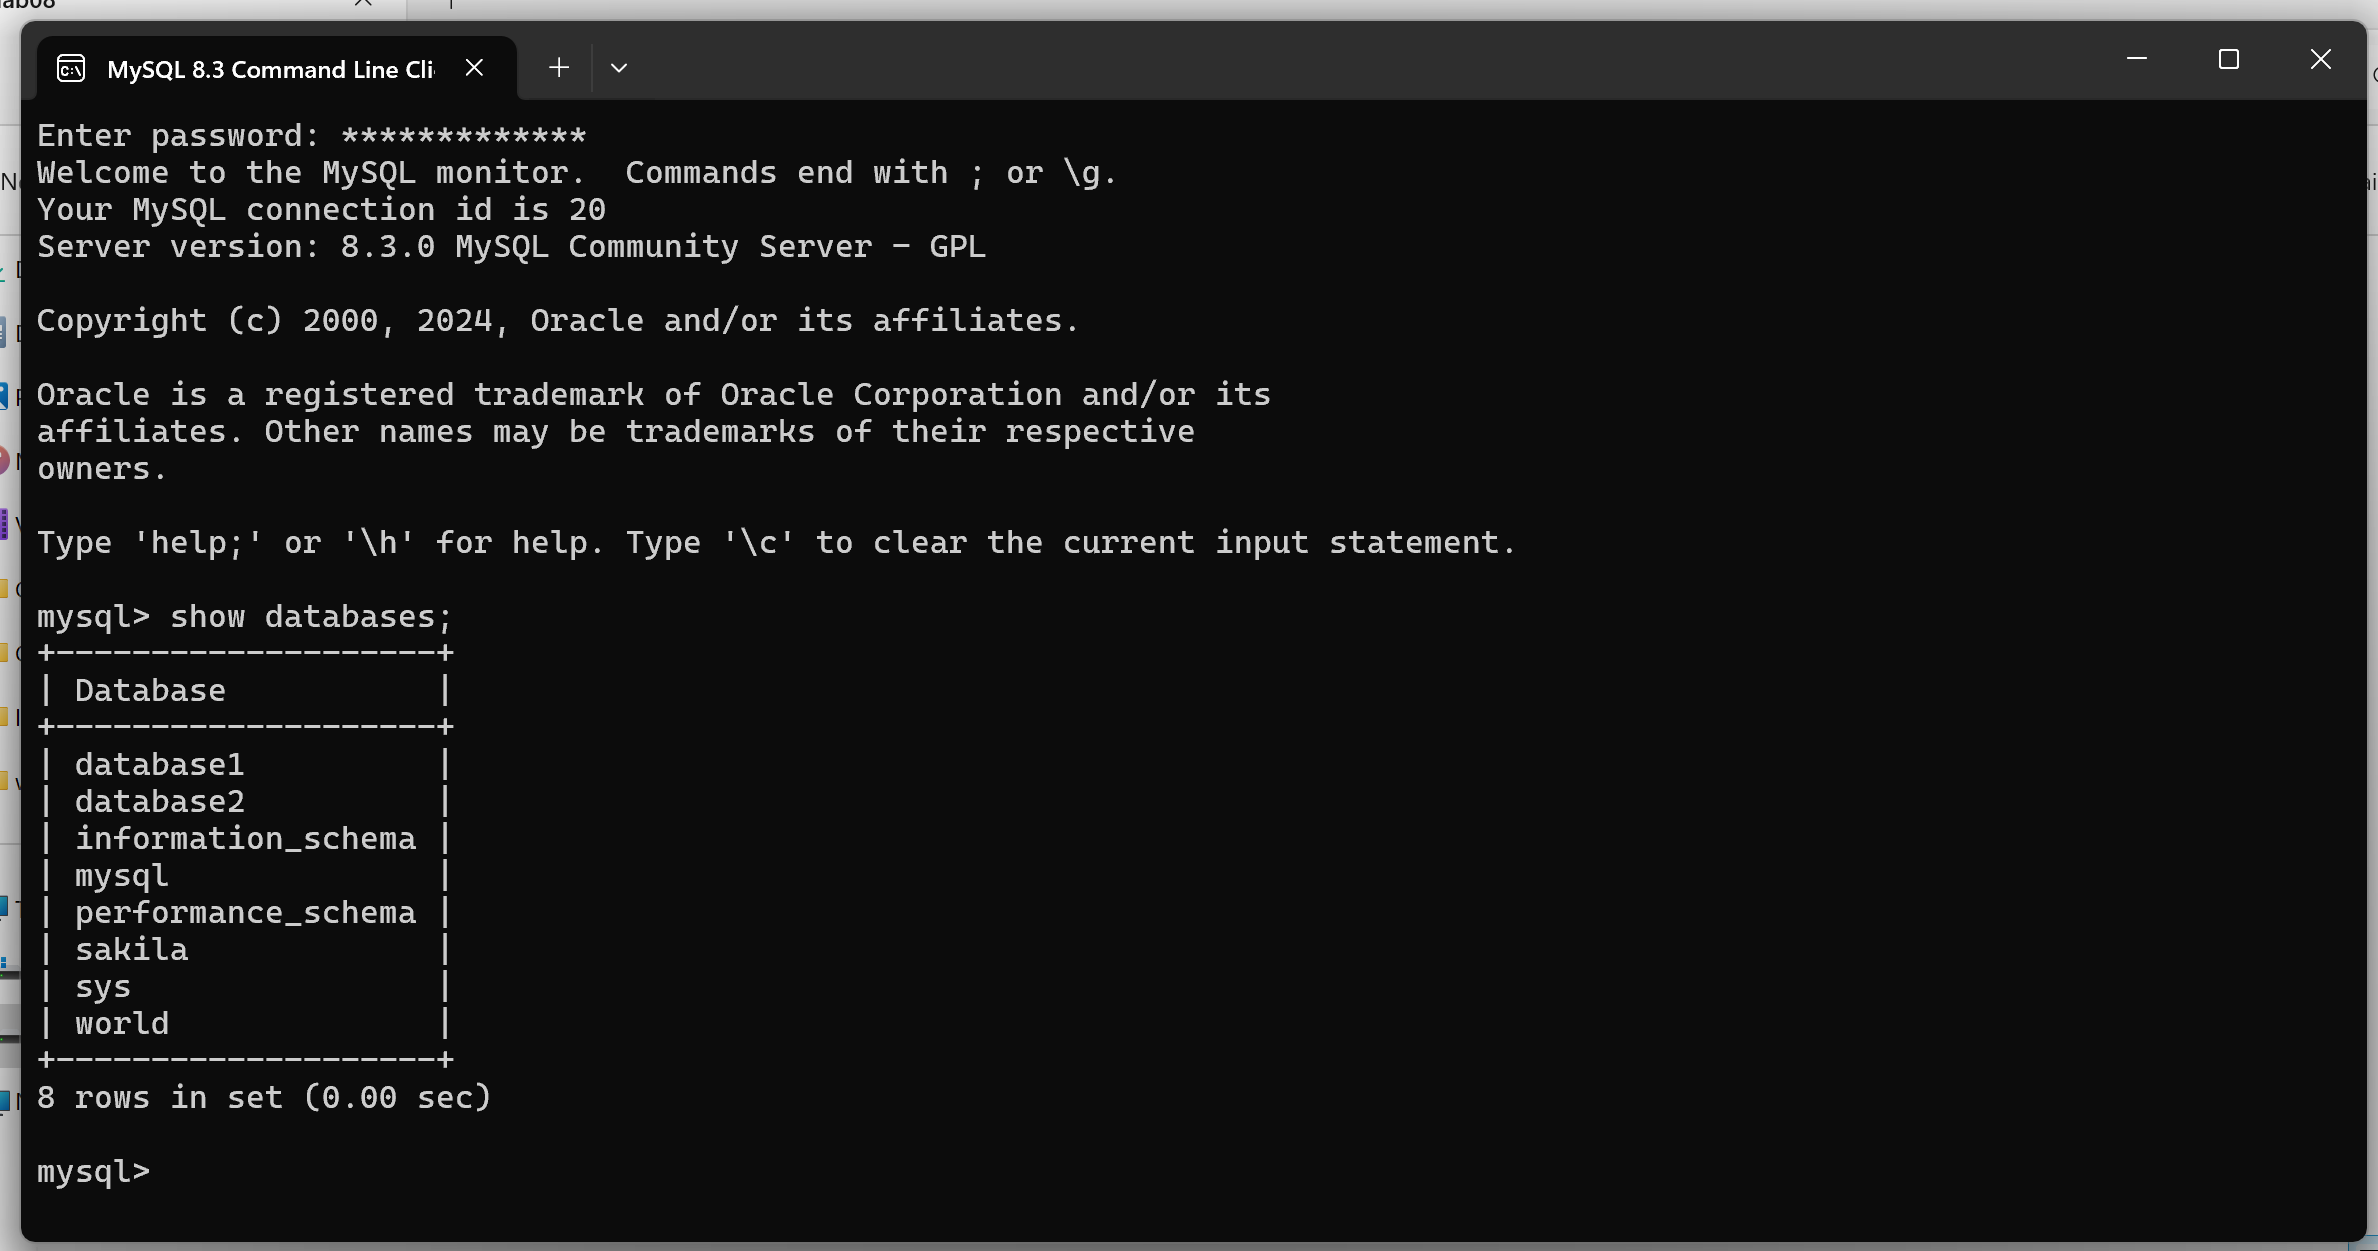 lab08
MySQL 8.3 Command Line Cli
Enter password: *************
Welcome to the MySQL monitor.  Commands end with ; or \g.
Your MySQL connection id is 20
Server version: 8.3.0 MySQL Community Server - GPL
Copyright (c) 2000, 2024, Oracle and/or its affiliates.
Oracle is a registered trademark of Oracle Corporation and/or its
affiliates. Other names may be trademarks of their respective
owners.
Type 'help;' or '\h' for help. Type '\c' to clear the current input statement.
mysql> show databases;
+--------------------+
| Database           |
+--------------------+
| database1          |
| database2          |
| information_schema |
| mysql              |
| performance_schema |
| sakila             |
| sys                |
| world              |
+--------------------+
8 rows in set (0.00 sec)
mysql>